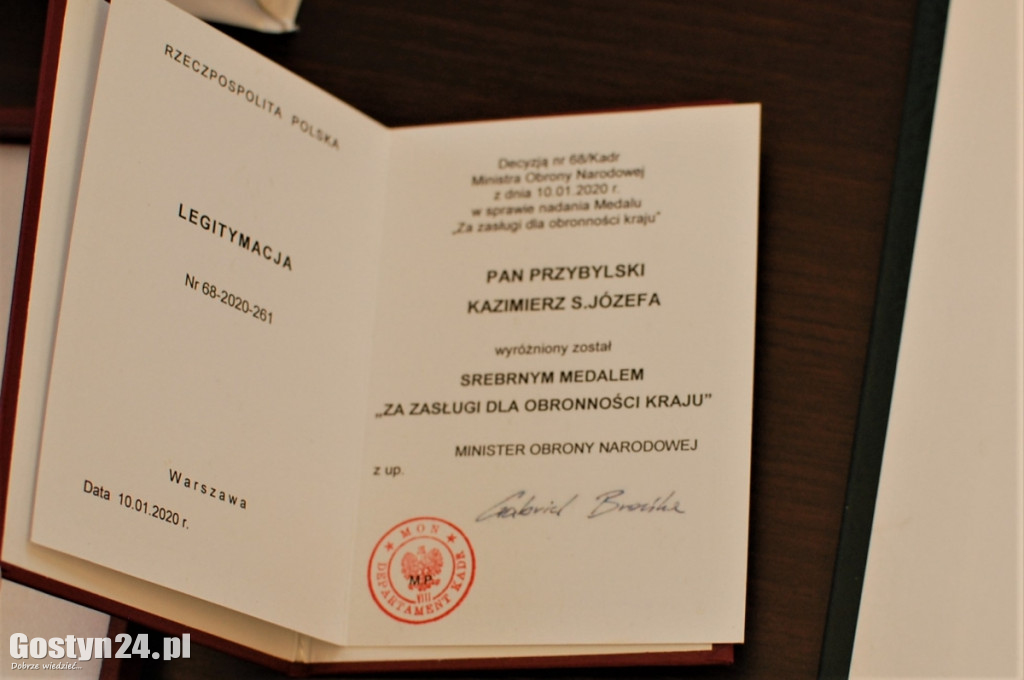 RZECZPOSPOLITA POLSKA
LEGITYMACJA
Nr 68-2020-261
Warszawa
Data 10.01.2020 r.
Decyzją nr 68/Kadr
Ministra Obrony Narodowej
z dnia 10.01.2020 r.
w sprawie nadania Medalu
„Za zasługi dla obronności kraju”
PAN PRZYBYLSKI
KAZIMIERZ S.JÓZEFA
wyróżniony został
SREBRNYM MEDALEM
„ZA ZASŁUGI DLA OBRONNOŚCI KRAJU”
MINISTER OBRONY NARODOWEJ
z up.
Gabriel
MON
DEPARTAMENT KADR
M.P.
Gostyn24.pl
Dobrze wiedzieć...